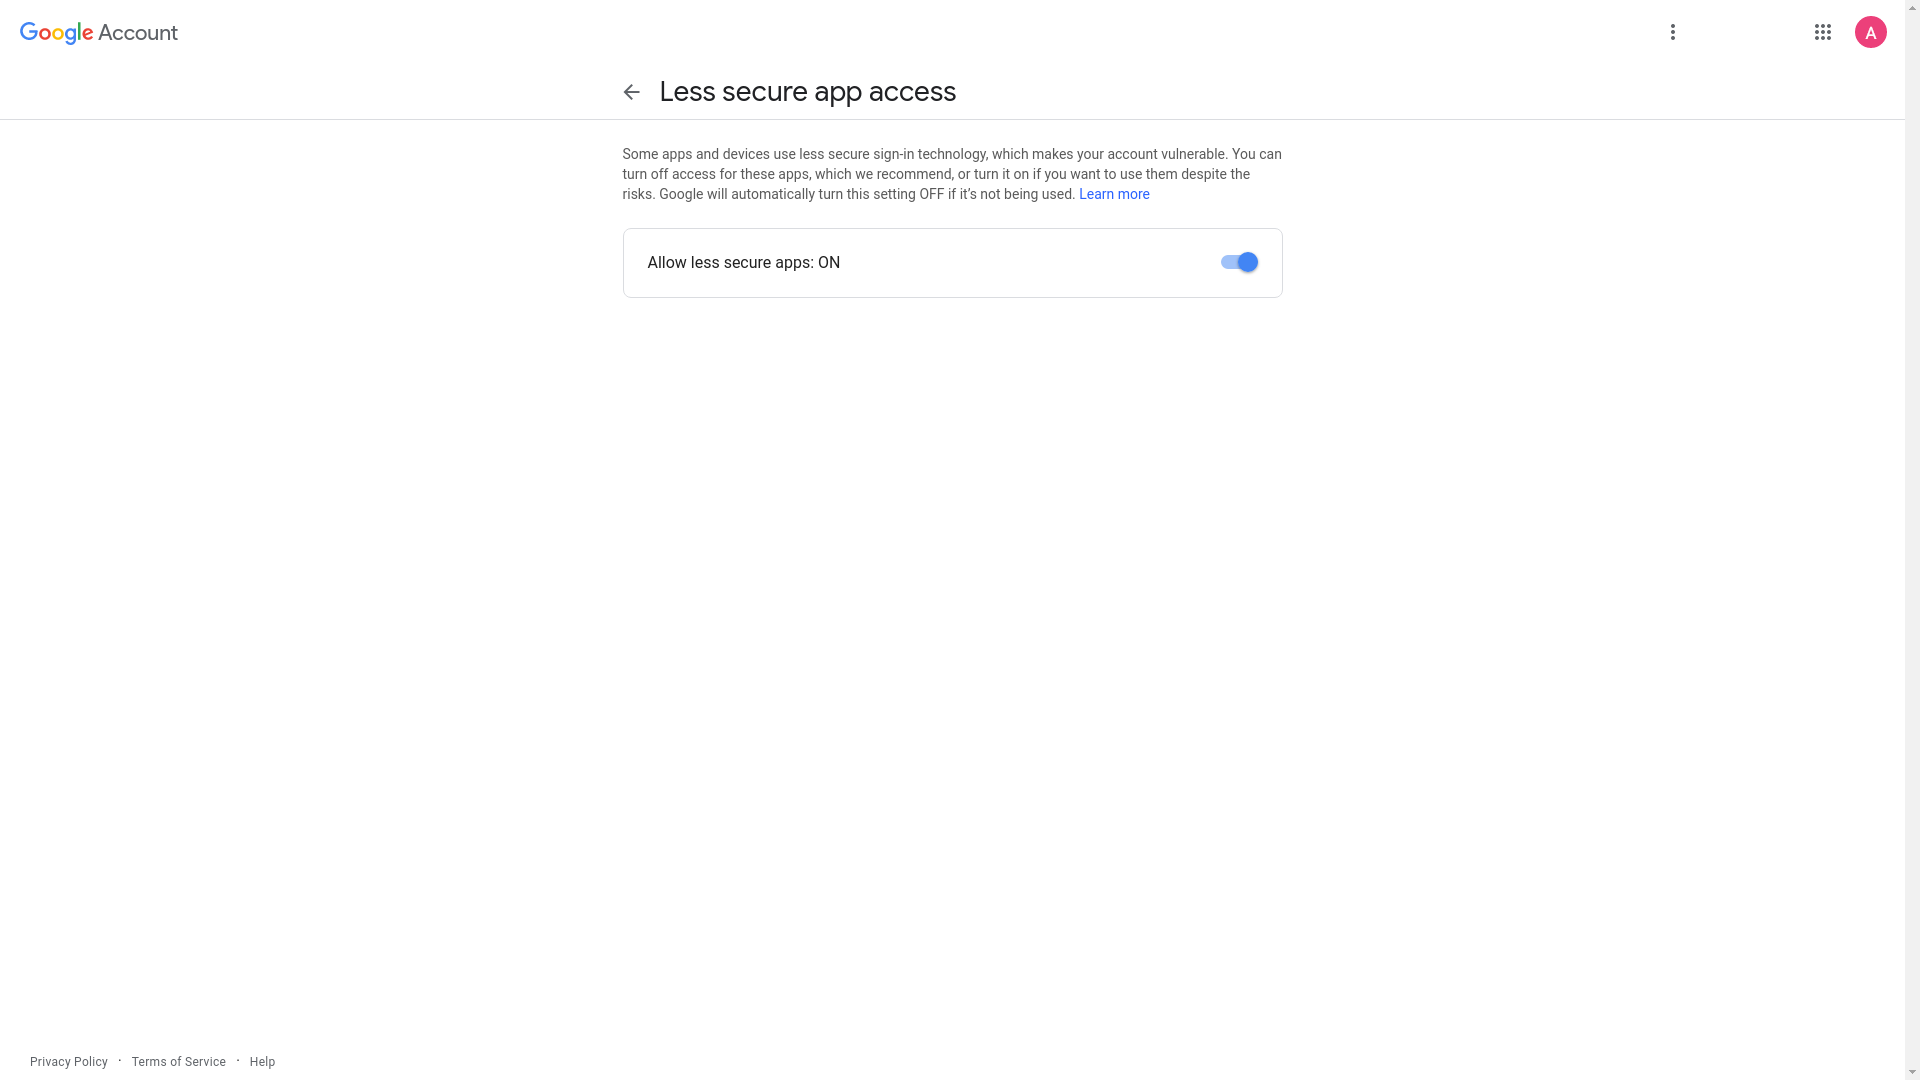 Google Account
A
Less secure app access
Some apps and devices use less secure sign-in technology, which makes your account vulnerable. You can
turn off access for these apps, which we recommend, or turn it on if you want to use them despite the
risks. Google will automatically turn this setting OFF if it’s not being used. Learn more
Allow less secure apps: ON
Privacy Policy · Terms of Service · Help